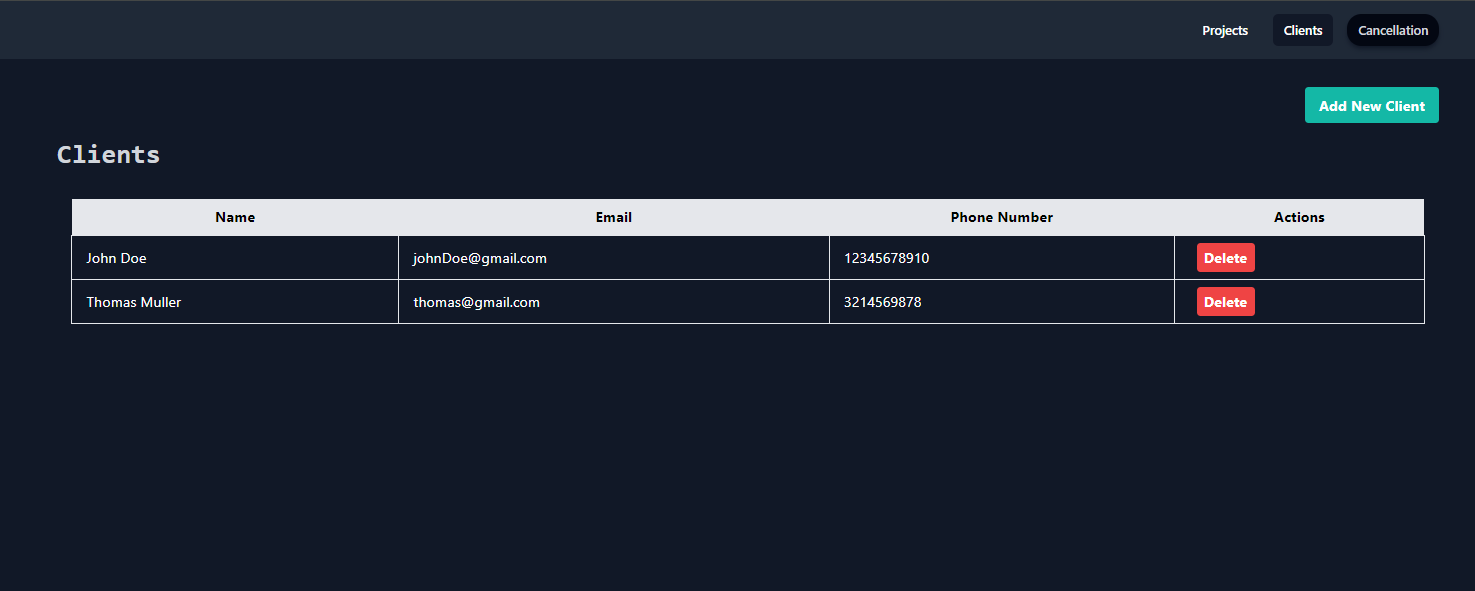 Projects Clients Cancellation
Add New Client
Clients
Name Email Phone Number Actions
John Doe johnDoe@gmail.com 12345678910 Delete
Thomas Muller thomas@gmail.com 3214569878 Delete